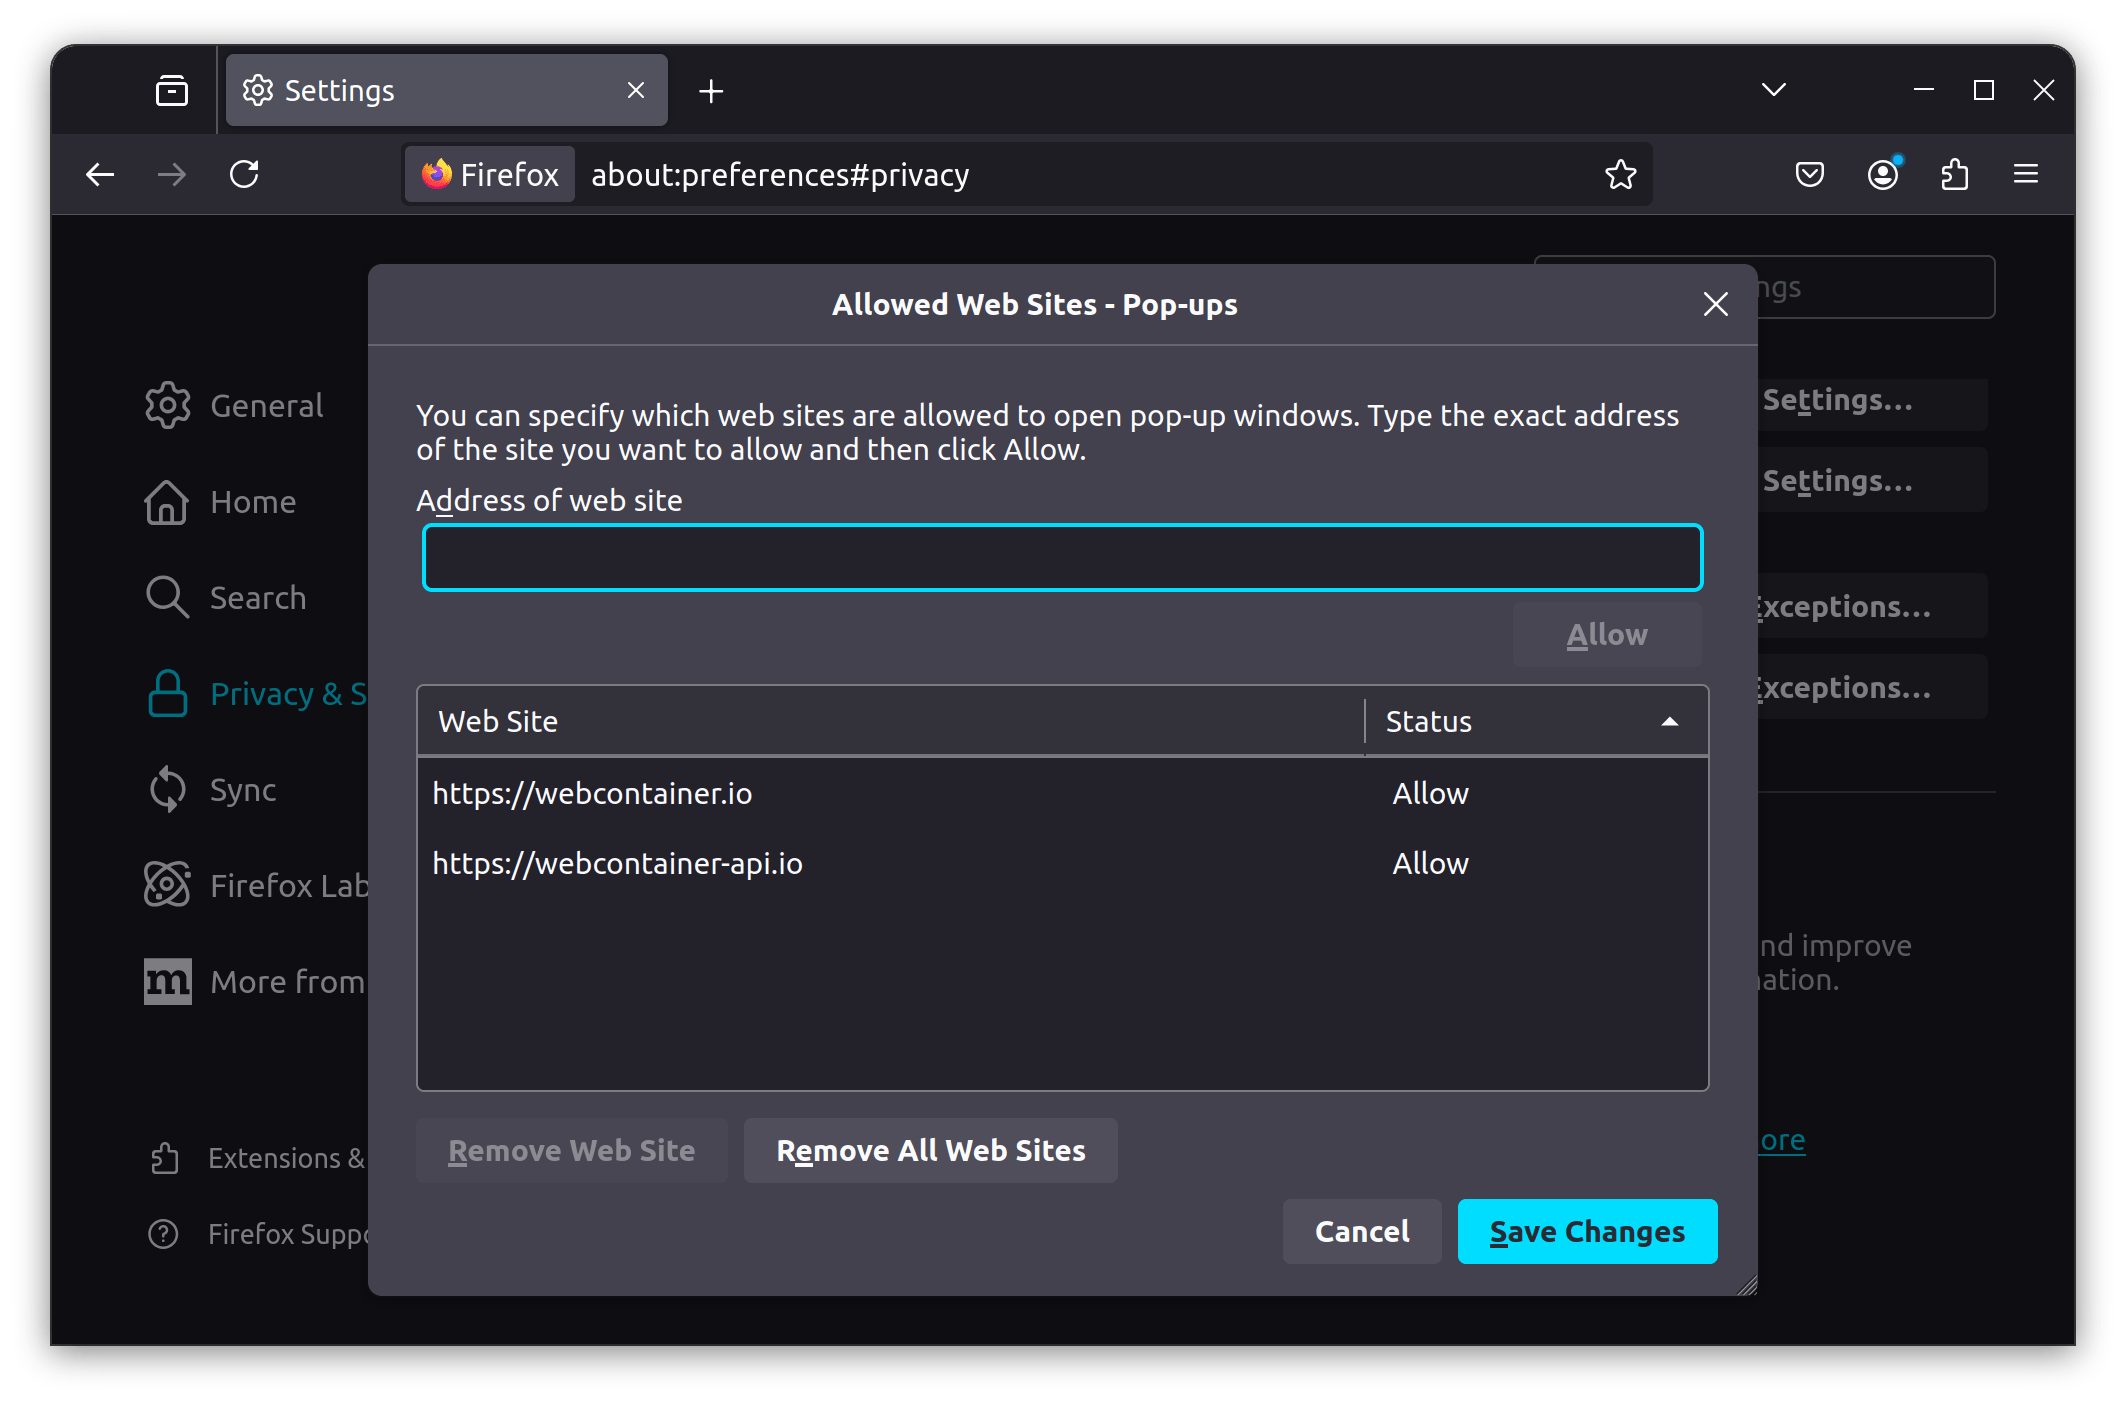 Settings
Firefox about:preferences#privacy
Allowed Web Sites - Pop-ups
You can specify which web sites are allowed to open pop-up windows. Type the exact address
of the site you want to allow and then click Allow.
Address of web site
Allow
Web Site Status
https://webcontainer.io Allow
https://webcontainer-api.io Allow
Remove Web Site Remove All Web Sites
Cancel Save Changes
General
Home
Search
Privacy & S
Sync
Firefox Lab
More from
Extensions &
Firefox Suppo
ngs
Settings...
Settings...
Exceptions...
Exceptions...
nd improve
ation.
ore